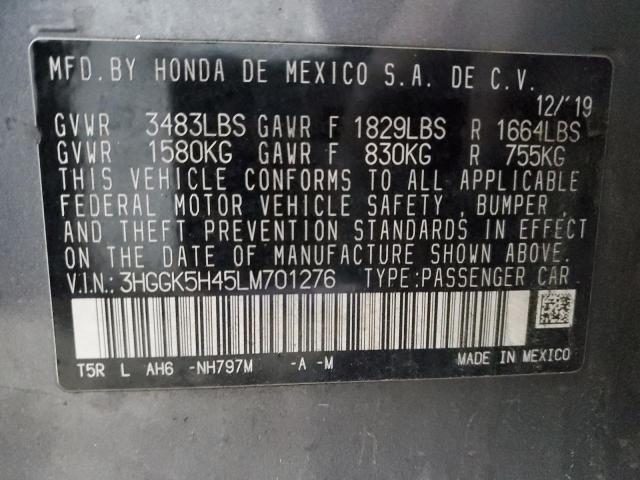 MFD. BY HONDA DE MEXICO S.A. DE C.V.
12/'19
GVWR 3483LBS GAWR F 1829LBS R 1664LBS
GVWR 1580KG GAWR F 830KG R 755KG
THIS VEHICLE CONFORMS TO ALL APPLICABLE
FEDERAL MOTOR VEHICLE SAFETY , BUMPER ,
AND THEFT PREVENTION STANDARDS IN EFFECT
ON THE DATE OF MANUFACTURE SHOWN ABOVE.
V.I.N.: 3HGGK5H45LM701276 TYPE:PASSENGER CAR
T5R L AH6 -NH797M -A -M MADE IN MEXICO